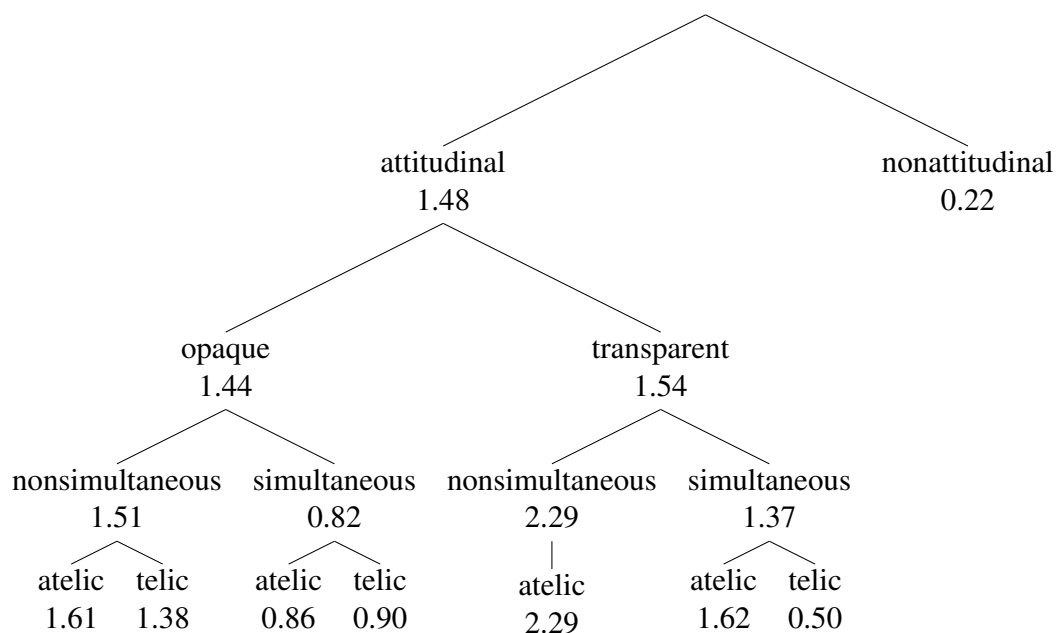 attitudinal nonattitudinal
1.48 0.22
opaque transparent
1.44 1.54
nonsimultaneous simultaneous nonsimultaneous simultaneous
1.51 0.82 2.29 1.37
atelic telic atelic telic atelic atelic telic
1.61 1.38 0.86 0.90 2.29 1.62 0.50